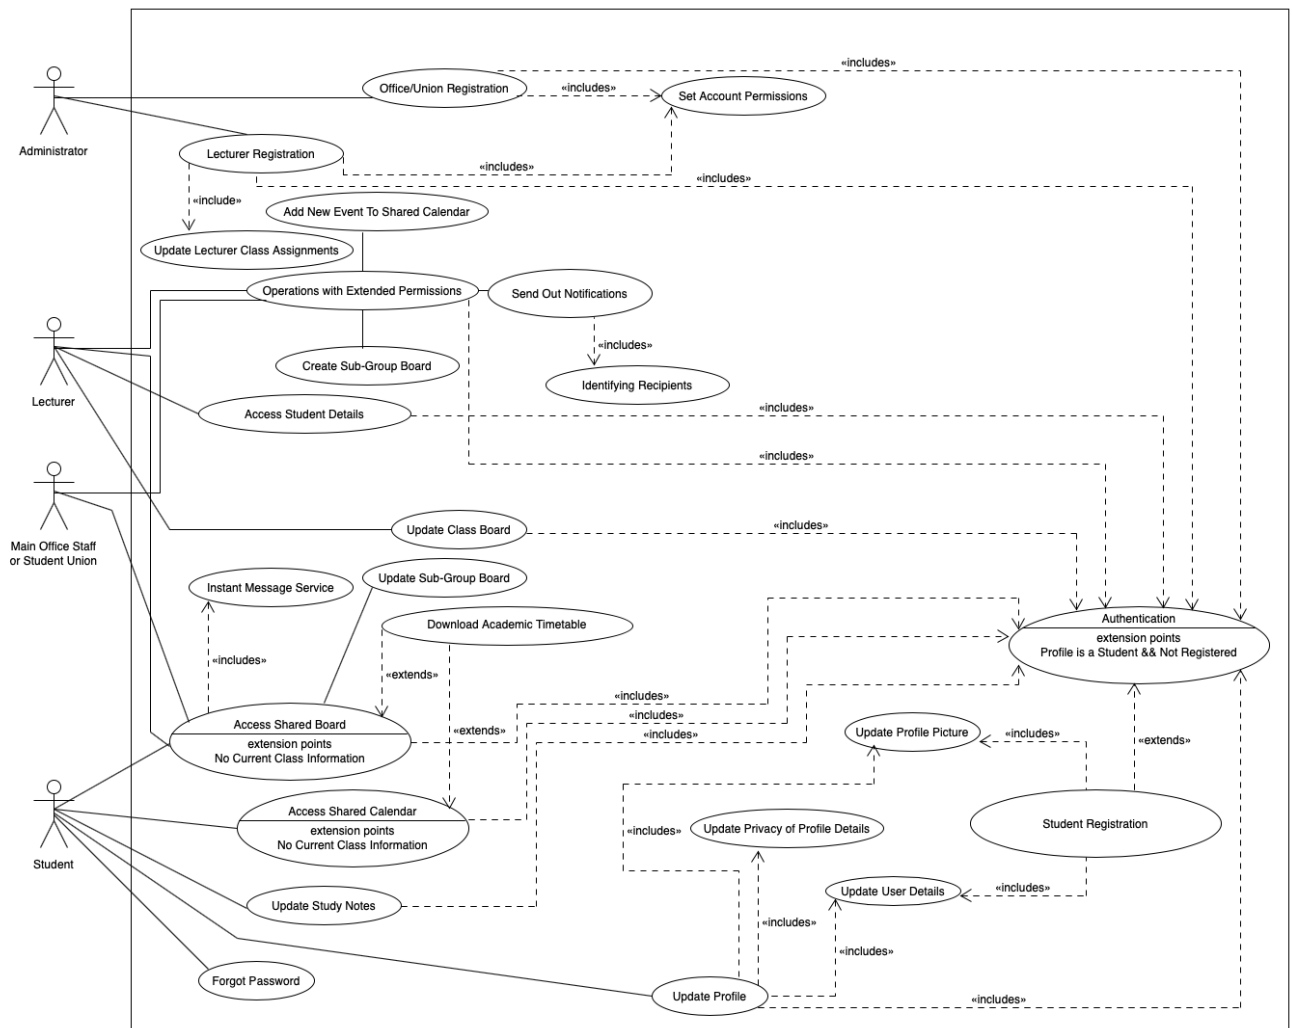 «includes»
Office/Union Registration
«includes»
Set Account Permissions
Administrator
Lecturer Registration
«includes»
«includes»
«include»
Add New Event To Shared Calendar
Update Lecturer Class Assignments
Operations with Extended Permissions
Send Out Notifications
«includes»
Create Sub-Group Board
Identifying Recipients
Lecturer
Access Student Details
«includes»
«includes»
Main Office Staff
or Student Union
Update Class Board
«includes»
Instant Message Service
Update Sub-Group Board
Download Academic Timetable
Authentication
extension points
Profile is a Student && Not Registered
«includes»
«extends»
«includes»
Access Shared Board
extension points
No Current Class Information
«includes»
«includes»
«extends»
Update Profile Picture
«includes»
«extends»
Access Shared Calendar
extension points
No Current Class Information
«includes»
Update Privacy of Profile Details
Student Registration
Student
Update Study Notes
Update User Details
«includes»
«includes»
«includes»
Forgot Password
Update Profile
«includes»